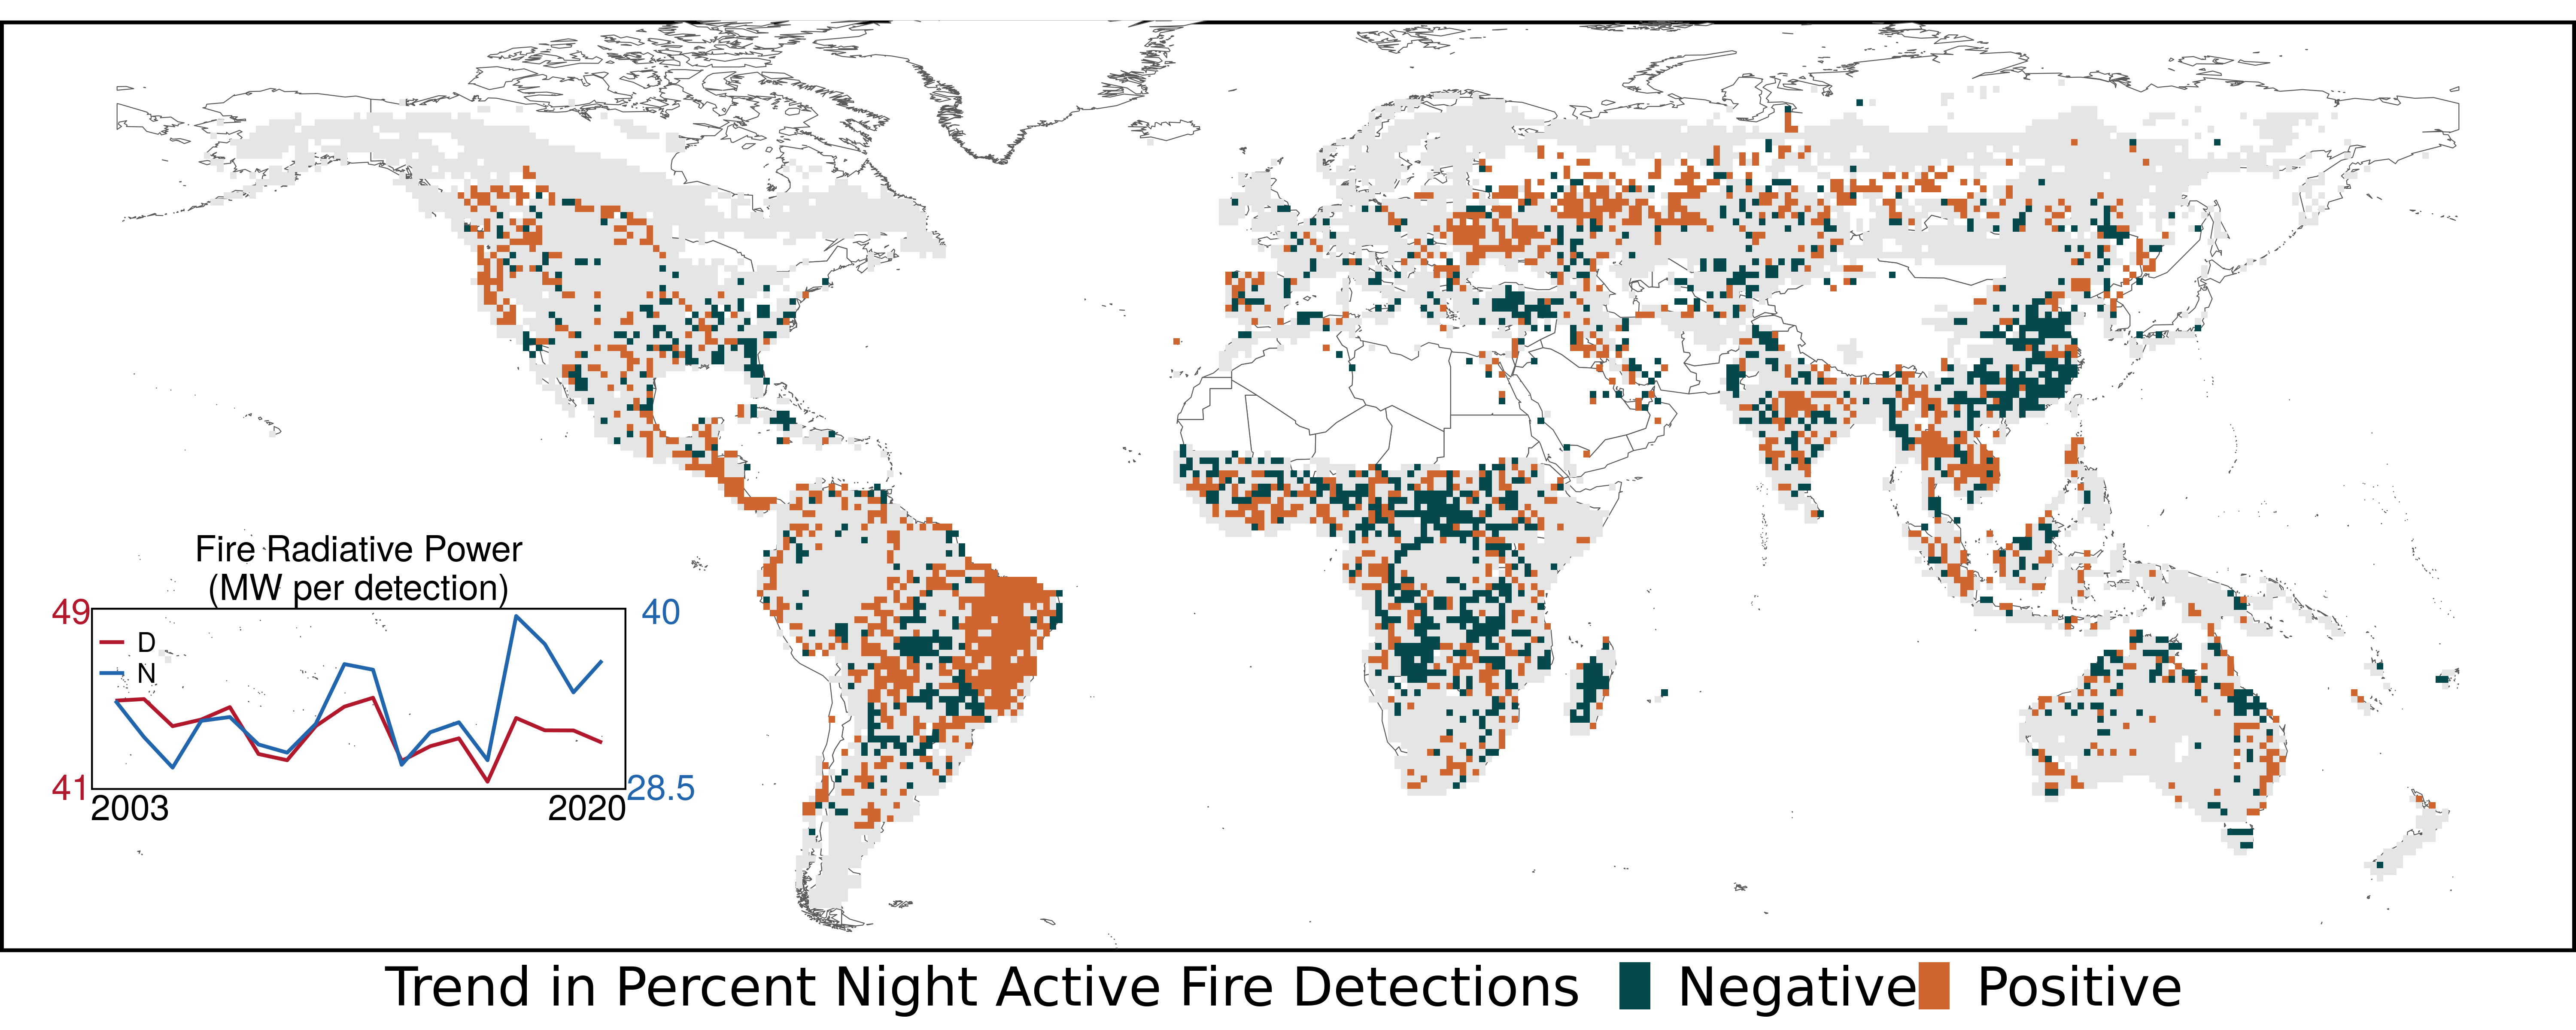 Fire Radiative Power
(MW per detection)
49
40
D
N
41
28.5
2003
2020
Trend in Percent Night Active Fire Detections Negative Positive